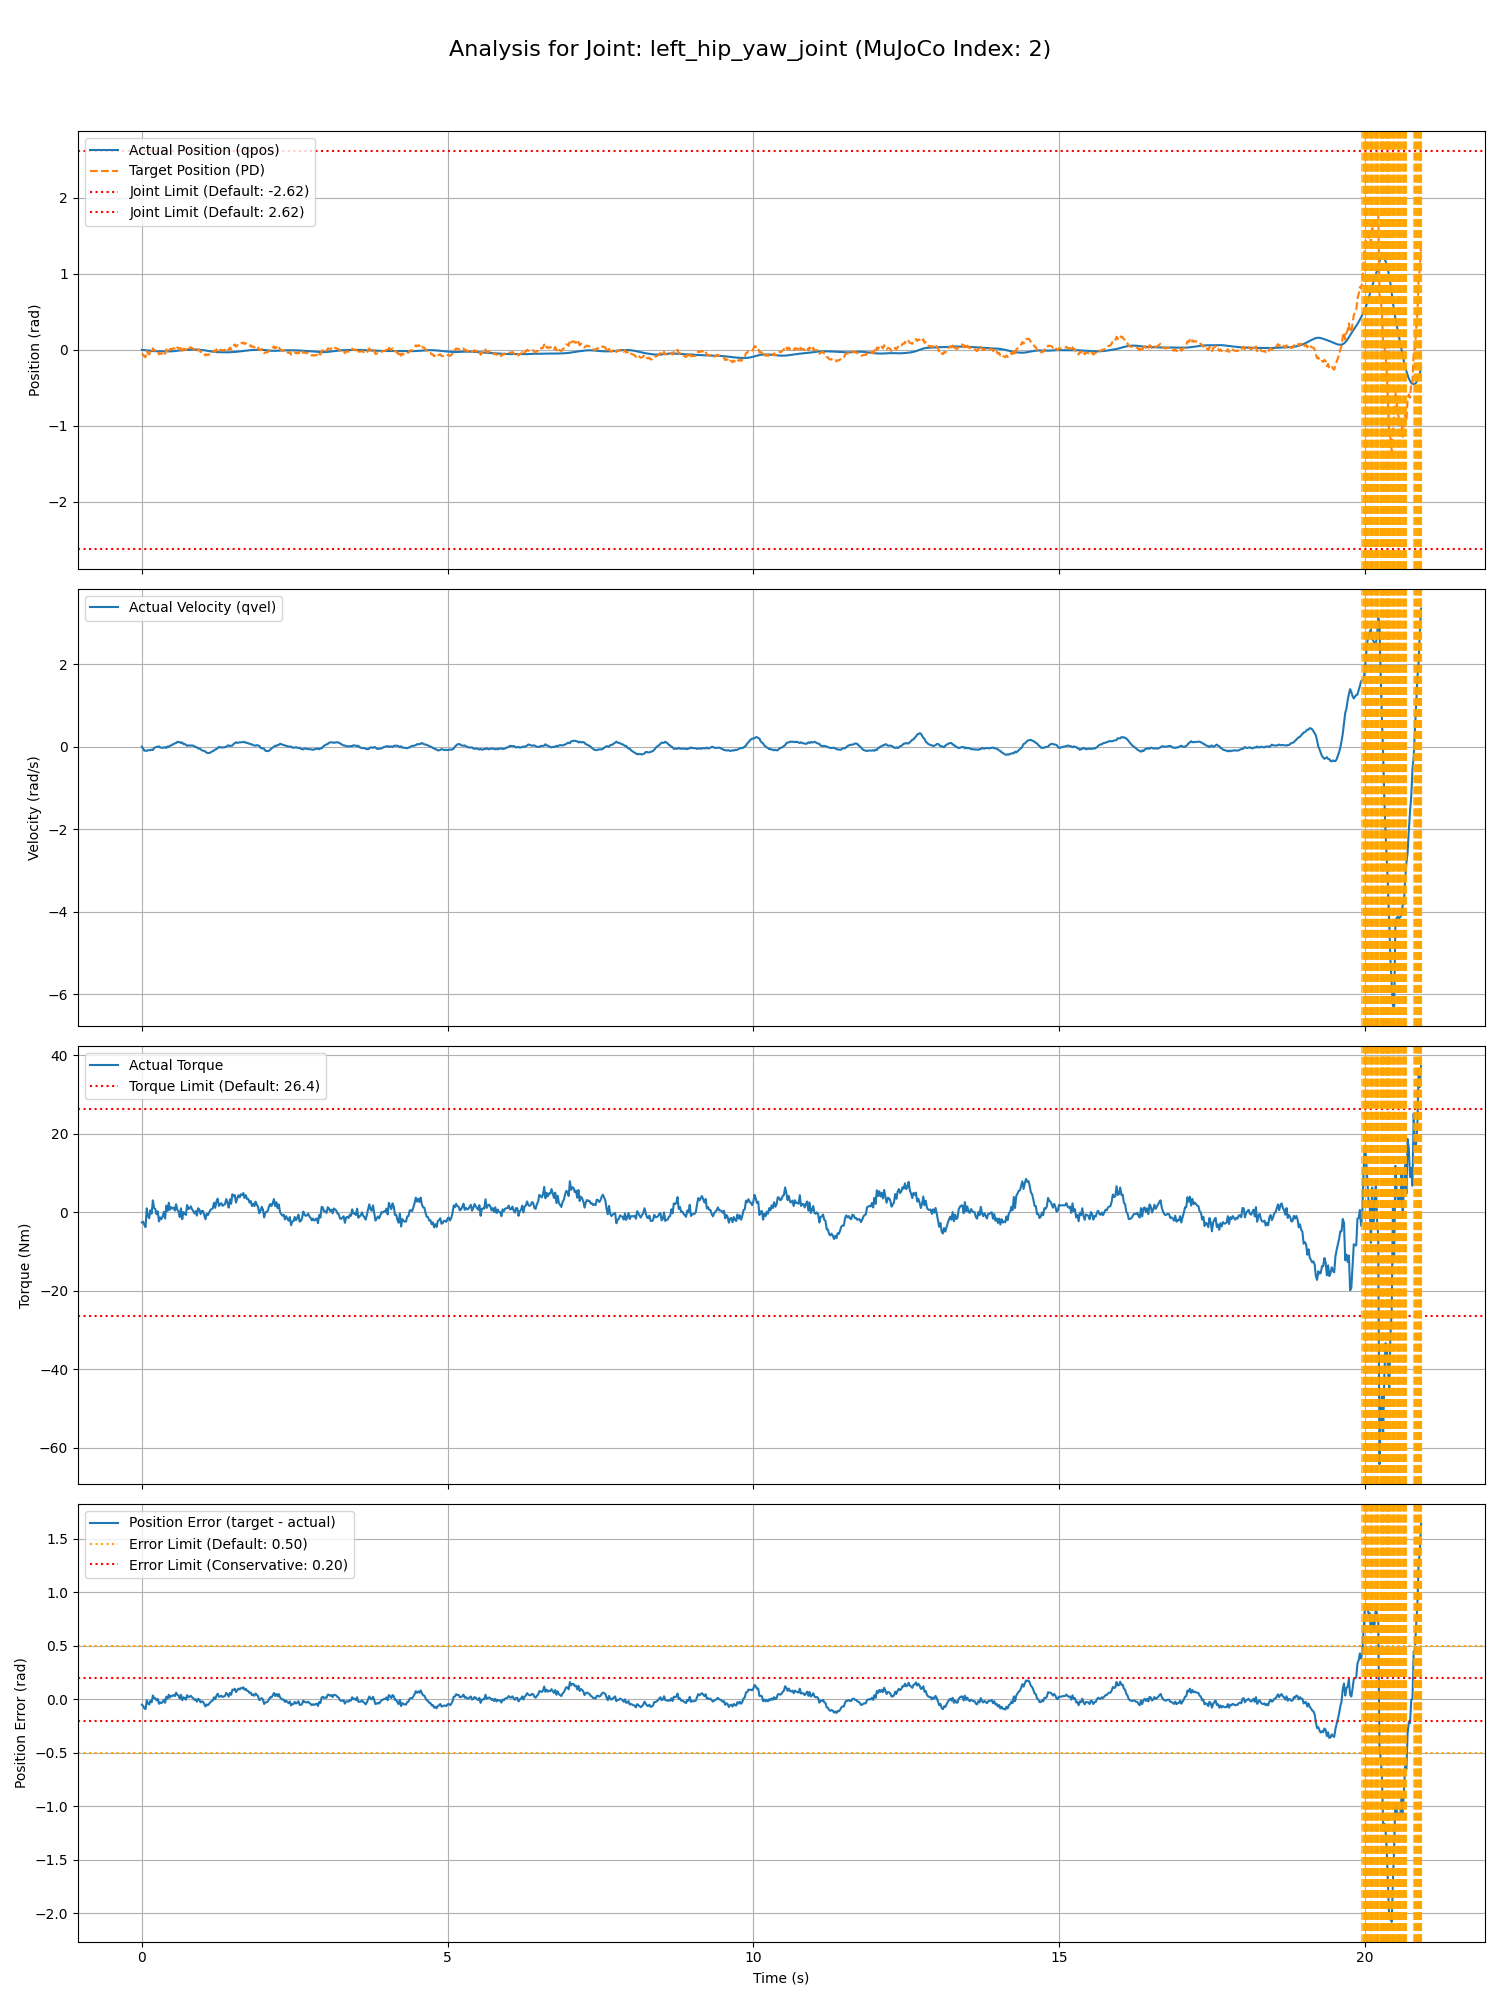 Analysis for Joint: left_hip_yaw_joint (MuJoCo Index: 2)
Actual Position (qpos)
Target Position (PD)
Joint Limit (Default: -2.62)
Joint Limit (Default: 2.62)
Position (rad)
2
1
0
−1
−2
Actual Velocity (qvel)
Velocity (rad/s)
2
0
−2
−4
−6
Actual Torque
Torque Limit (Default: 26.4)
Torque (Nm)
40
20
0
−20
−40
−60
Position Error (target - actual)
Error Limit (Default: 0.50)
Error Limit (Conservative: 0.20)
Position Error (rad)
1.5
1.0
0.5
0.0
−0.5
−1.0
−1.5
−2.0
0 5 10 15 20
Time (s)